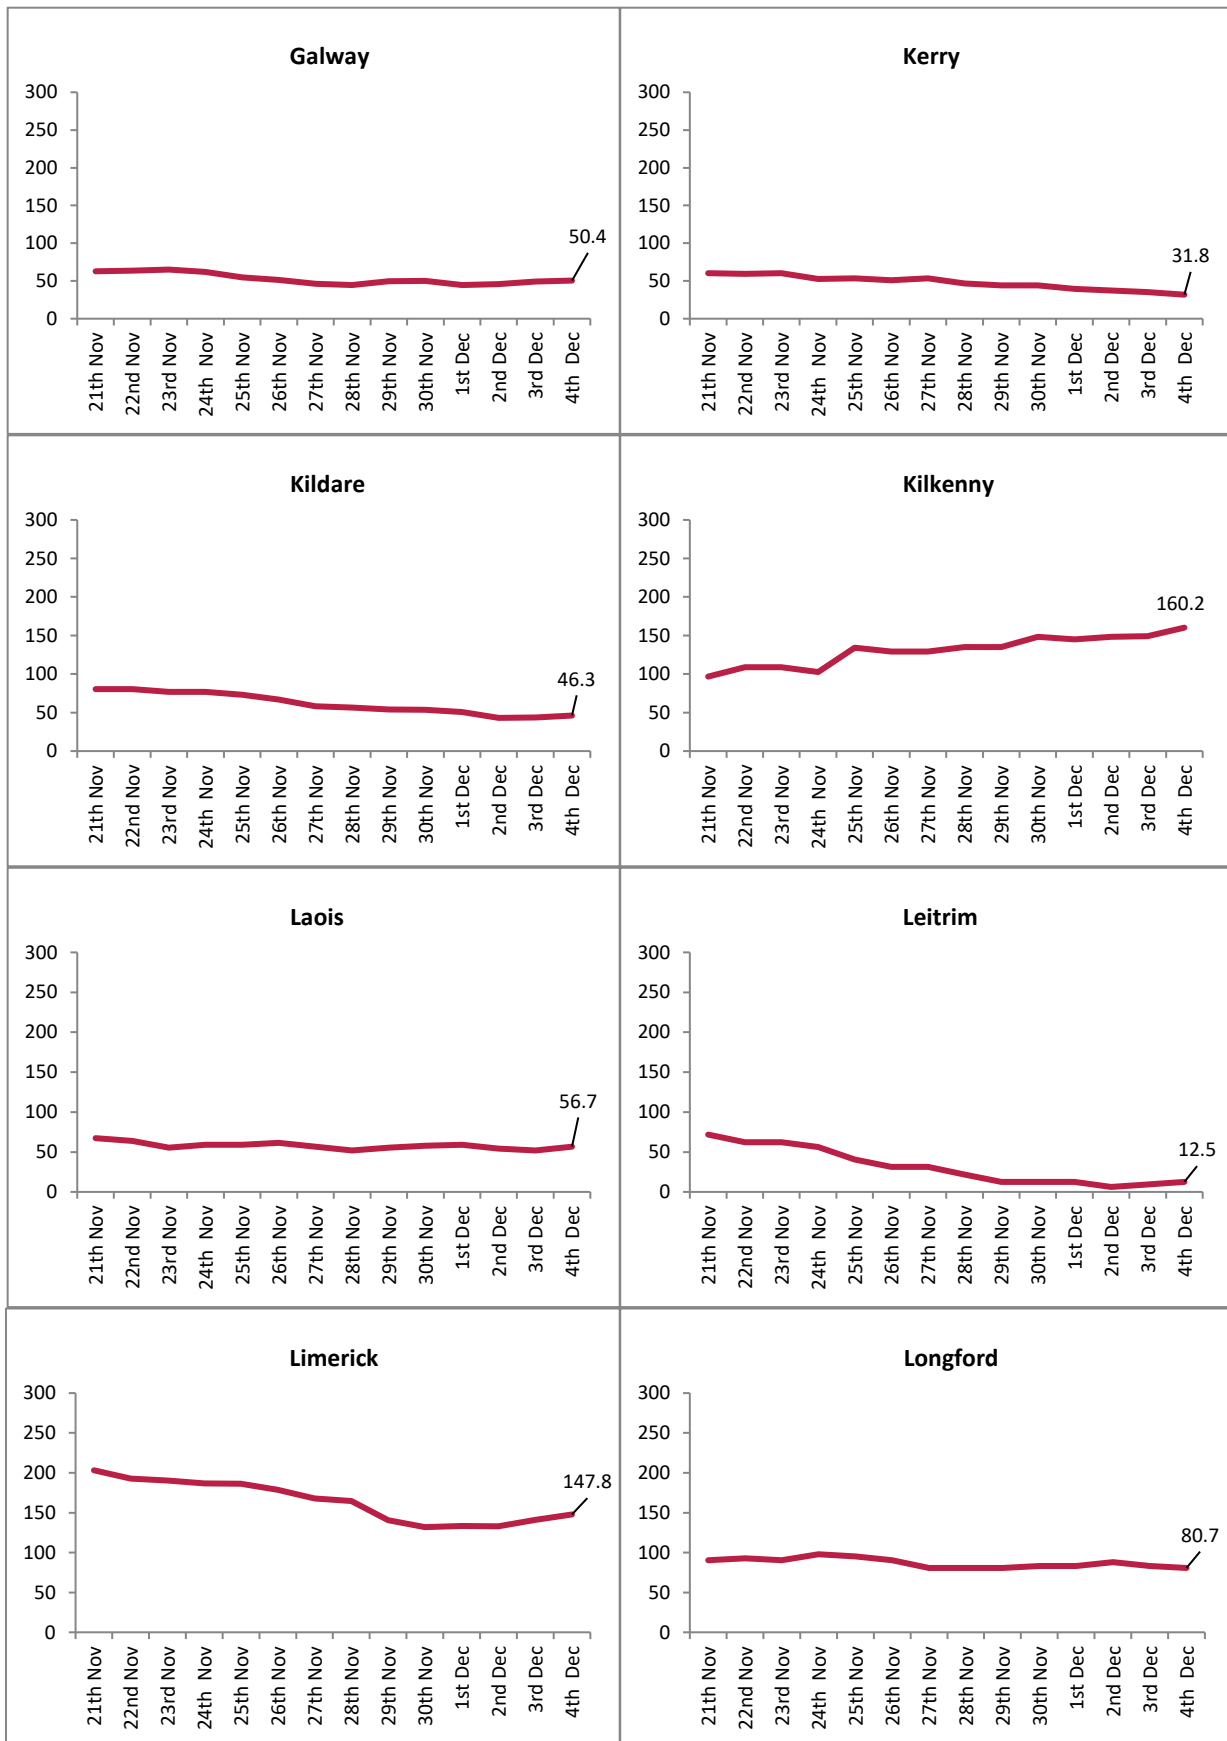 Galway
300
250
200
150
100
50
0
50.4
21th Nov
22nd Nov
23rd Nov
24th Nov
25th Nov
26th Nov
27th Nov
28th Nov
29th Nov
30th Nov
1st Dec
2nd Dec
3rd Dec
4th Dec
Kerry
300
250
200
150
100
50
0
31.8
21th Nov
22nd Nov
23rd Nov
24th Nov
25th Nov
26th Nov
27th Nov
28th Nov
29th Nov
30th Nov
1st Dec
2nd Dec
3rd Dec
4th Dec
Kildare
300
250
200
150
100
50
0
46.3
21th Nov
22nd Nov
23rd Nov
24th Nov
25th Nov
26th Nov
27th Nov
28th Nov
29th Nov
30th Nov
1st Dec
2nd Dec
3rd Dec
4th Dec
Kilkenny
300
250
200
150
100
50
0
160.2
21th Nov
22nd Nov
23rd Nov
24th Nov
25th Nov
26th Nov
27th Nov
28th Nov
29th Nov
30th Nov
1st Dec
2nd Dec
3rd Dec
4th Dec
Laois
300
250
200
150
100
50
0
56.7
21th Nov
22nd Nov
23rd Nov
24th Nov
25th Nov
26th Nov
27th Nov
28th Nov
29th Nov
30th Nov
1st Dec
2nd Dec
3rd Dec
4th Dec
Leitrim
300
250
200
150
100
50
0
12.5
21th Nov
22nd Nov
23rd Nov
24th Nov
25th Nov
26th Nov
27th Nov
28th Nov
29th Nov
30th Nov
1st Dec
2nd Dec
3rd Dec
4th Dec
Limerick
300
250
200
150
100
50
0
147.8
21th Nov
22nd Nov
23rd Nov
24th Nov
25th Nov
26th Nov
27th Nov
28th Nov
29th Nov
30th Nov
1st Dec
2nd Dec
3rd Dec
4th Dec
Longford
300
250
200
150
100
50
0
80.7
21th Nov
22nd Nov
23rd Nov
24th Nov
25th Nov
26th Nov
27th Nov
28th Nov
29th Nov
30th Nov
1st Dec
2nd Dec
3rd Dec
4th Dec